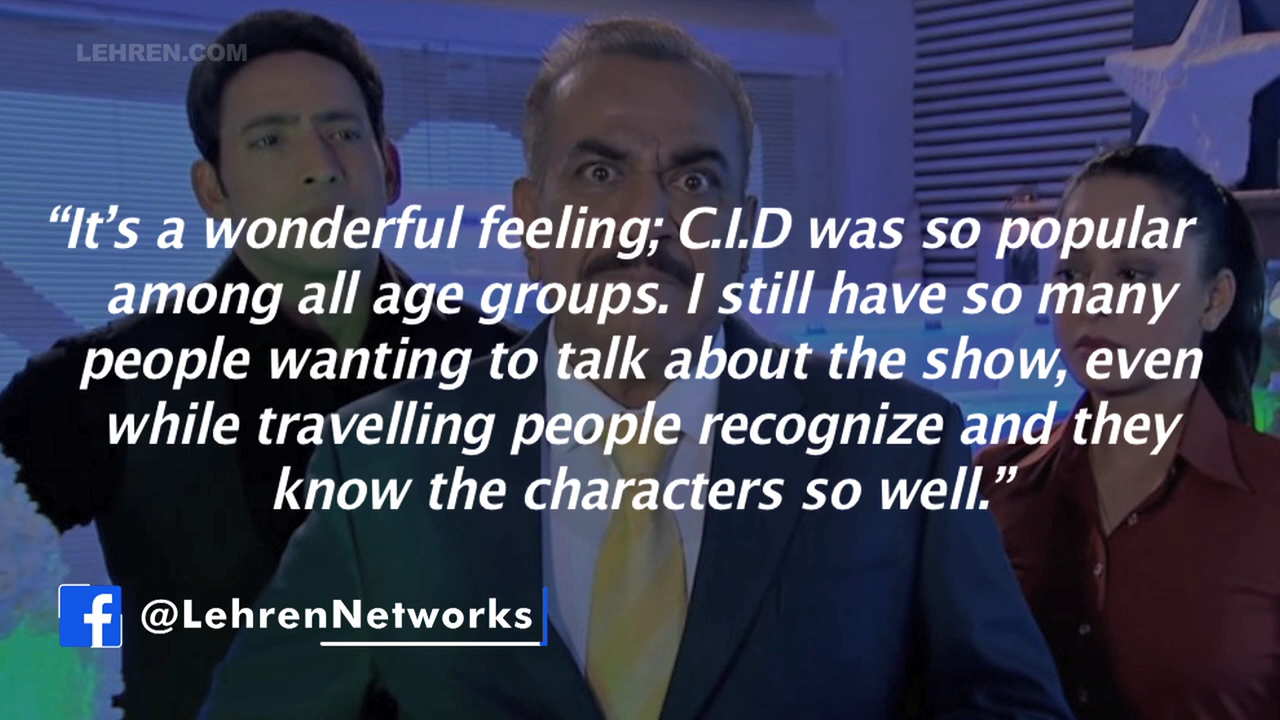 LEHREN.COM
“It’s a wonderful feeling; C.I.D was so popular
among all age groups. I still have so many
people wanting to talk about the show, even
while travelling people recognize and they
know the characters so well.”
f @LehrenNetworks